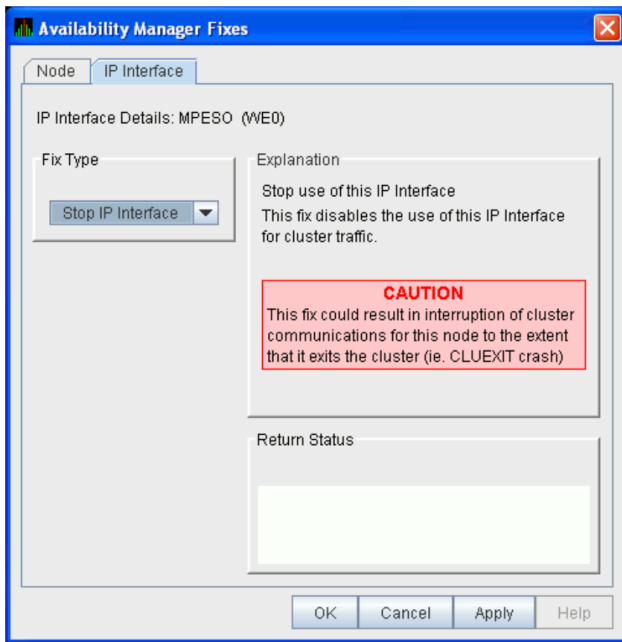 Availability Manager Fixes
Node
IP Interface
IP Interface Details: MPESO (WE0)
Fix Type
Stop IP Interface
Explanation
Stop use of this IP Interface
This fix disables the use of this IP Interface
for cluster traffic.
CAUTION
This fix could result in interruption of cluster
communications for this node to the extent
that it exits the cluster (ie. CLUEXIT crash)
Return Status
OK
Cancel
Apply
Help